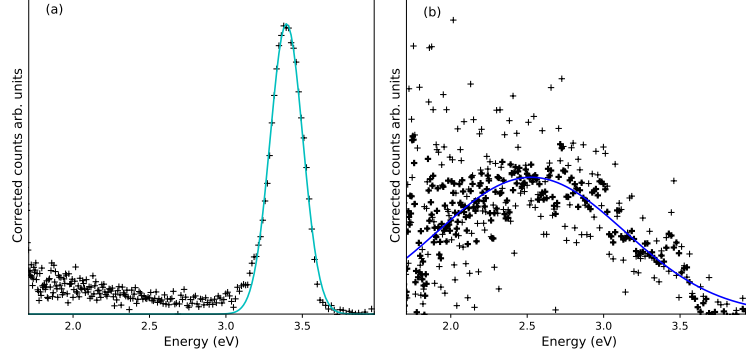 (a)
Corrected counts arb. units
2.0 2.5 3.0 3.5
Energy (eV)
(b)
Corrected counts arb. units
2.0 2.5 3.0 3.5
Energy (eV)